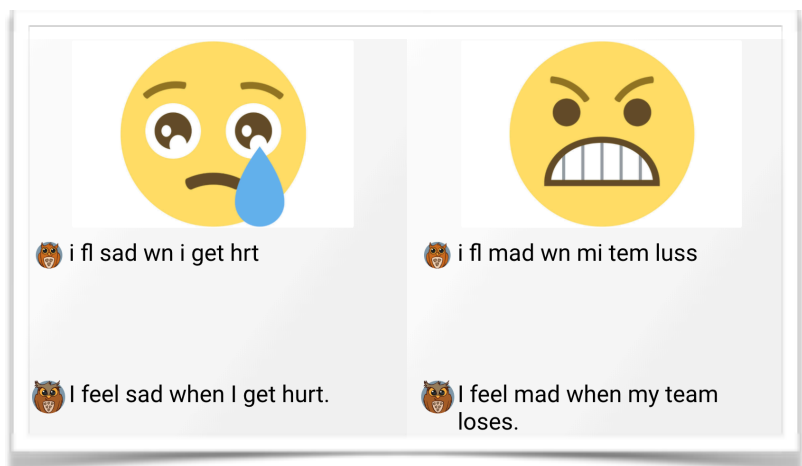 i fl sad wn i get hrt
I feel sad when I get hurt.
i fl mad wn mi tem luss
I feel mad when my team
loses.